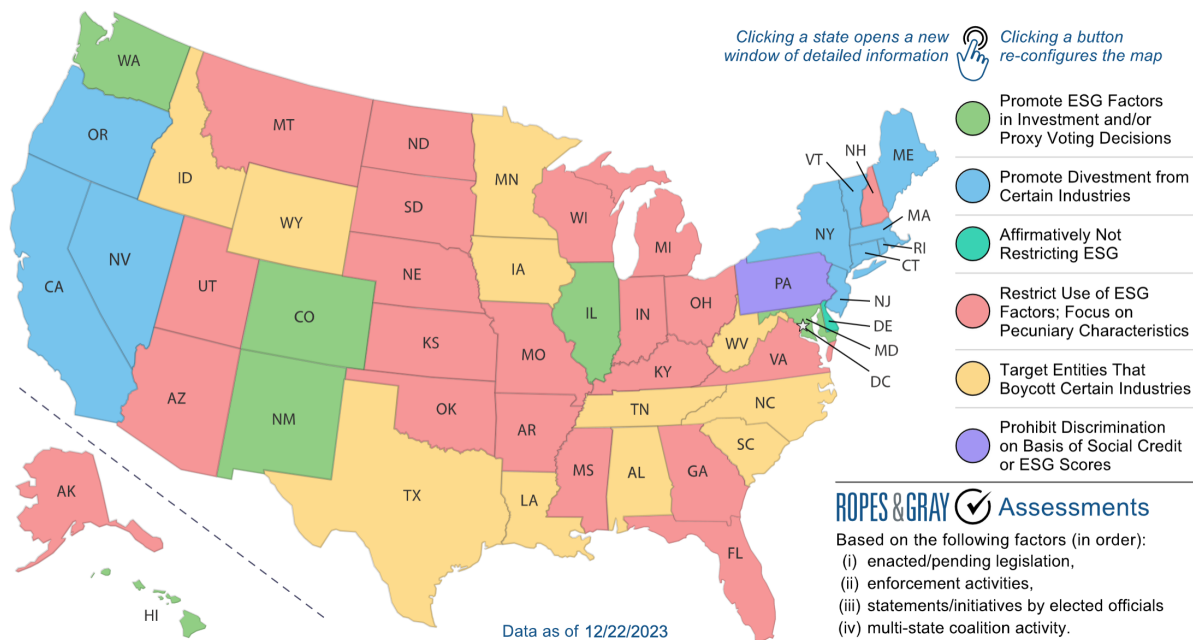 Clicking a state opens a new
window of detailed information
Clicking a button
re-configures the map
WA
OR
CA
NV
ID
MT
WY
UT
AZ
CO
NM
ND
SD
NE
KS
OK
TX
MN
IA
MO
AR
LA
WI
IL
MI
IN
OH
KY
TN
MS
AL
GA
FL
SC
NC
VA
WV
PA
NY
VT
NH
ME
MA
RI
CT
NJ
DE
MD
DC
AK
HI
Promote ESG Factors
in Investment and/or
Proxy Voting Decisions
Promote Divestment from
Certain Industries
Affirmatively Not
Restricting ESG
Restrict Use of ESG
Factors; Focus on
Pecuniary Characteristics
Target Entities That
Boycott Certain Industries
Prohibit Discrimination
on Basis of Social Credit
or ESG Scores
ROPES & GRAY Assessments
Based on the following factors (in order):
(i) enacted/pending legislation,
(ii) enforcement activities,
(iii) statements/initiatives by elected officials
(iv) multi-state coalition activity.
Data as of 12/22/2023